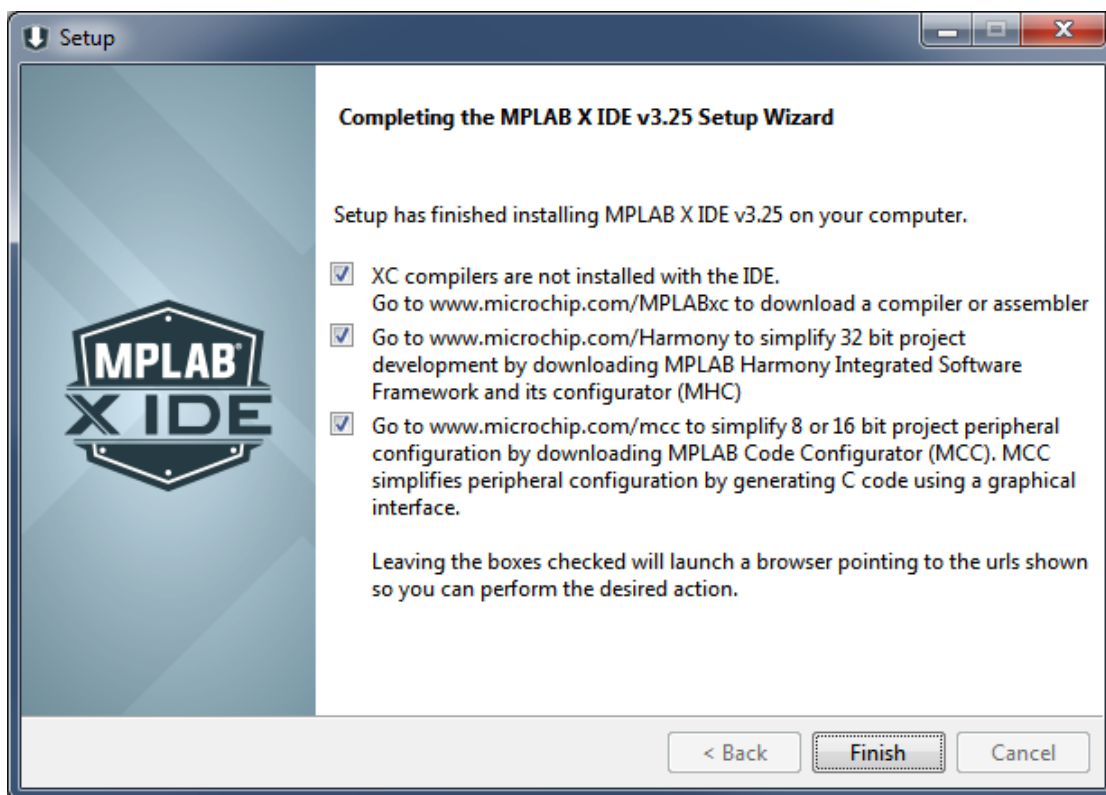 Setup
Completing the MPLAB X IDE v3.25 Setup Wizard
Setup has finished installing MPLAB X IDE v3.25 on your computer.
XC compilers are not installed with the IDE.
Go to www.microchip.com/MPLABxc to download a compiler or assembler
Go to www.microchip.com/Harmony to simplify 32 bit project
development by downloading MPLAB Harmony Integrated Software
Framework and its configurator (MHC)
Go to www.microchip.com/mcc to simplify 8 or 16 bit project peripheral
configuration by downloading MPLAB Code Configurator (MCC). MCC
simplifies peripheral configuration by generating C code using a graphical
interface.
Leaving the boxes checked will launch a browser pointing to the urls shown
so you can perform the desired action.
MPLAB®
X IDE
< Back
Finish
Cancel